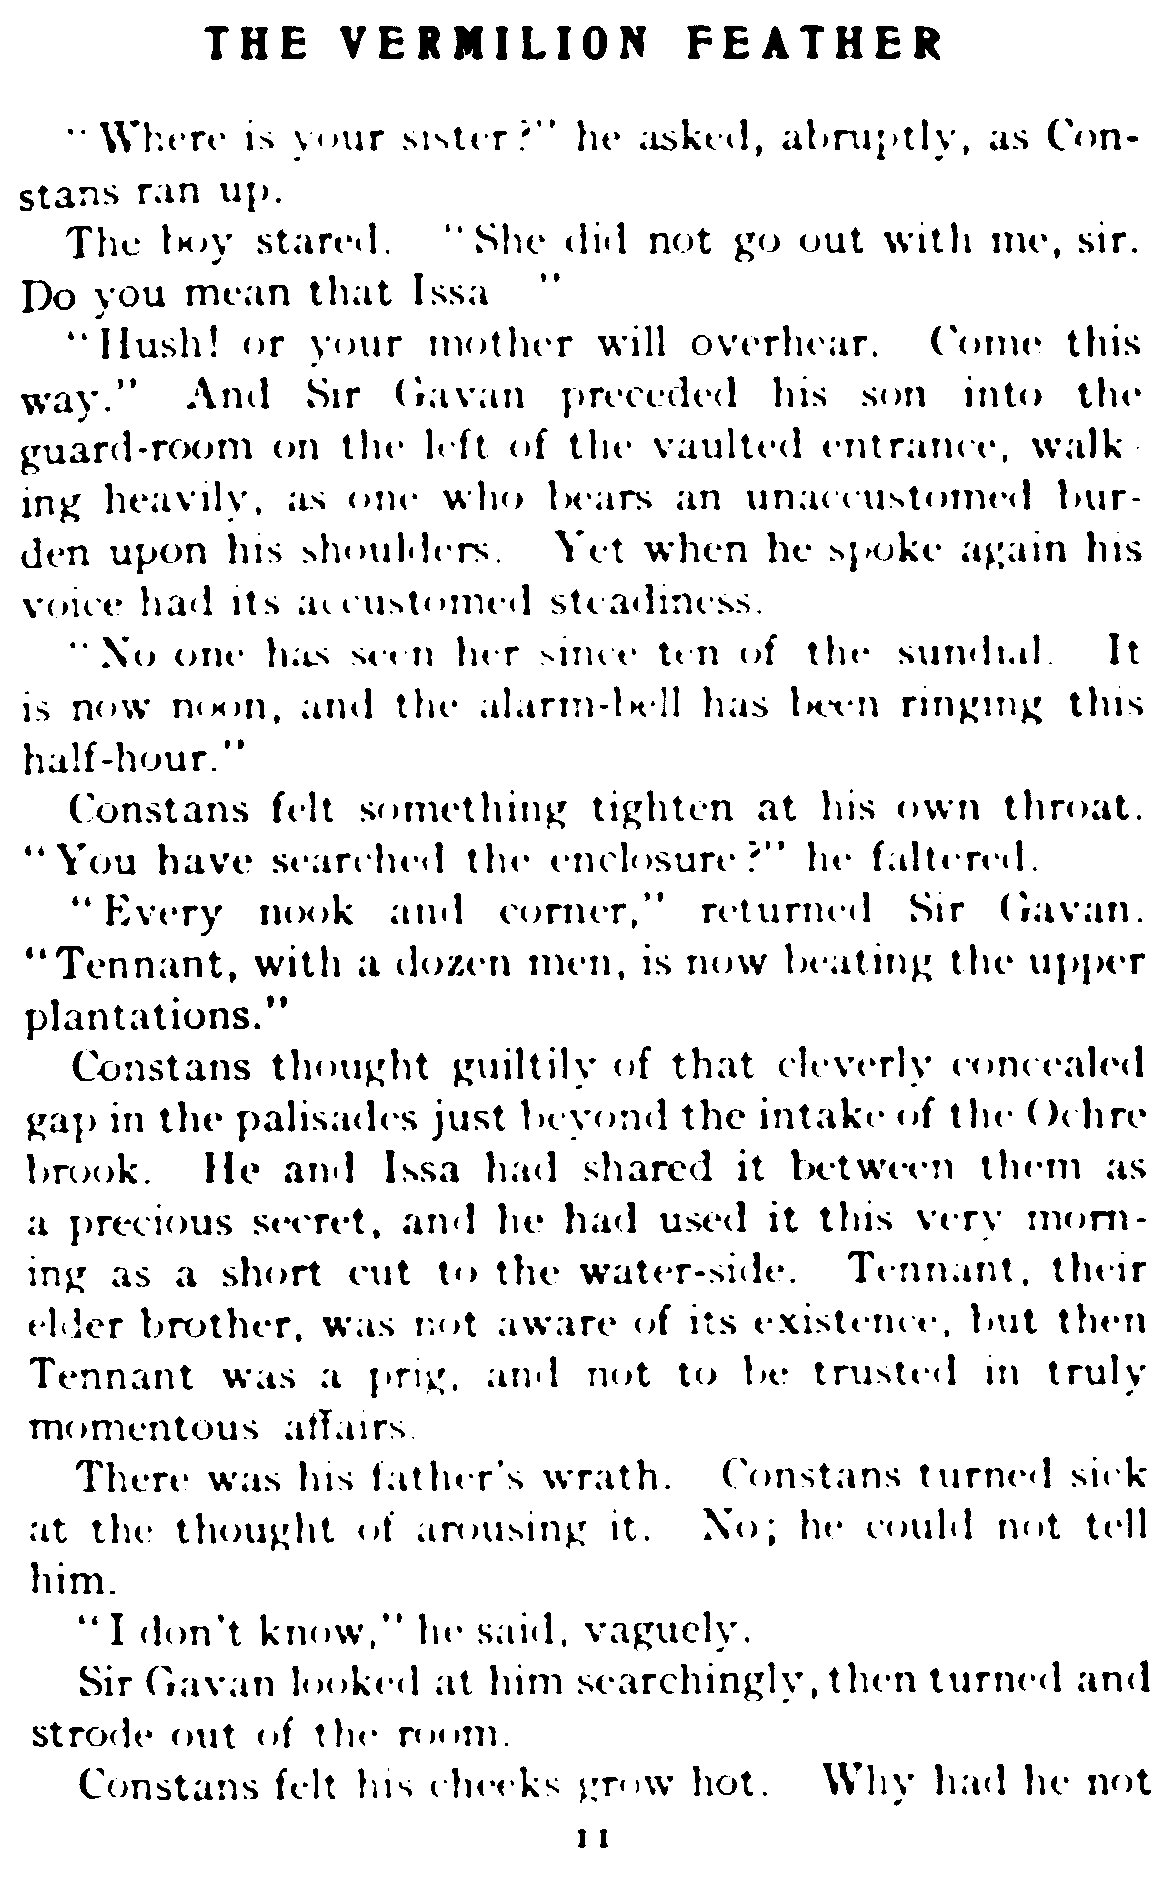 THE VERMILION FEATHER
"Where is your sister?" he asked, abruptly, as Con-
stans ran up.
The boy stared. "She did not go out with me, sir.
Do you mean that Issa "
"Hush! or your mother will overhear. Come this
way." And Sir Gavan preceded his son into the
guard-room on the left of the vaulted entrance, walk-
ing heavily, as one who bears an unaccustomed bur-
den upon his shoulders. Yet when he spoke again his
voice had its accustomed steadiness.
"No one has seen her since ten of the sundial. It
is now noon, and the alarm-bell has been ringing this
half-hour."
Constans felt something tighten at his own throat.
"You have searched the enclosure?" he faltered.
"Every nook and corner," returned Sir Gavan.
"Tennant, with a dozen men, is now beating the upper
plantations."
Constans thought guiltily of that cleverly concealed
gap in the palisades just beyond the intake of the Ochre
brook. He and Issa had shared it between them as
a precious secret, and he had used it this very morn-
ing as a short cut to the water-side. Tennant, their
elder brother, was not aware of its existence, but then
Tennant was a prig, and not to be trusted in truly
momentous affairs.
There was his father's wrath. Constans turned sick
at the thought of arousing it. No; he could not tell
him.
"I don't know," he said, vaguely.
Sir Gavan looked at him searchingly, then turned and
strode out of the room.
Constans felt his cheeks grow hot. Why had he not
11